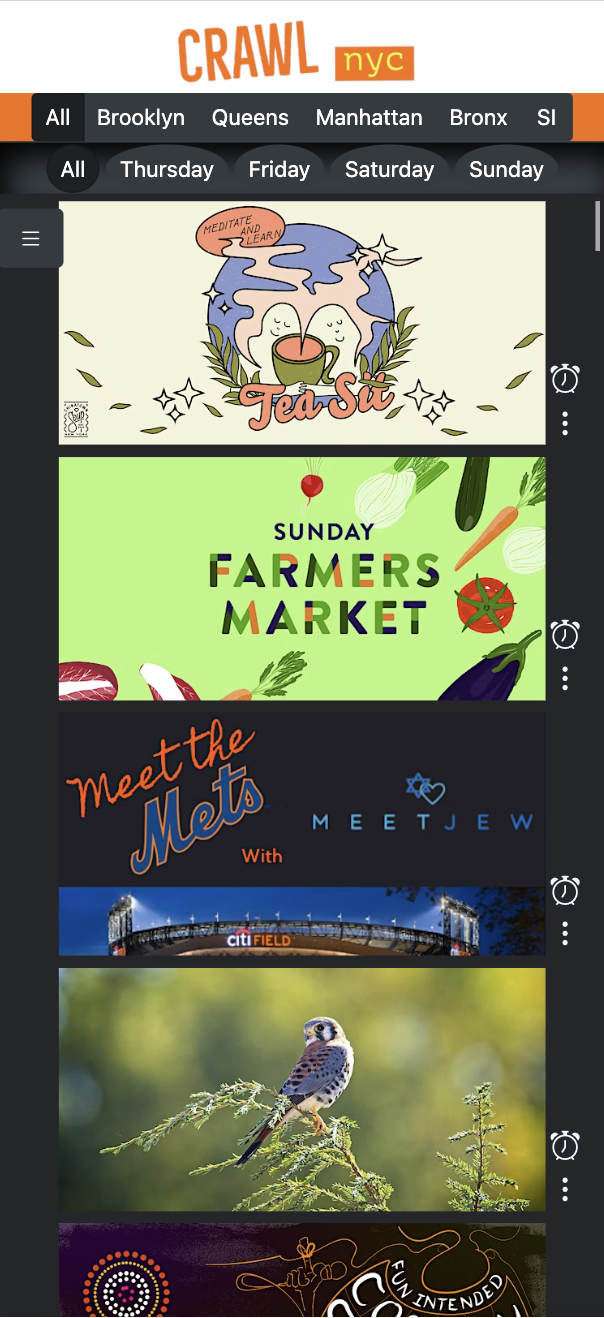 CRAWL nyc
All Brooklyn Queens Manhattan Bronx SI
All Thursday Friday Saturday Sunday
MEDITATE
AND
LEARN
Tea Sit
SUNDAY
FARMERS
MARKET
Meet the
Mets
With
MEETJEW
citi FIELD
FUN INTENDED